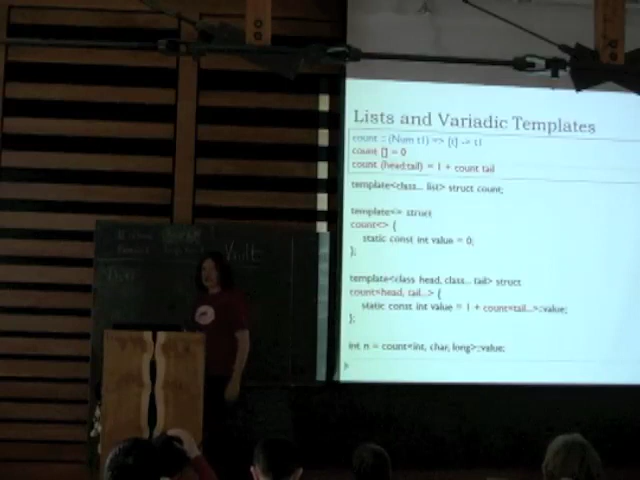 Lists and Variadic Templates
count :: (Num t1) => [t] -> t1
count [] = 0
count (head:tail) = 1 + count tail
template<class... list> struct count;
template<> struct
count<> {
static const int value = 0;
};
template<class head, class... tail> struct
count<head, tail...> {
static const int value = 1 + count<tail...>::value;
};
int n = count<int, char, long>::value;